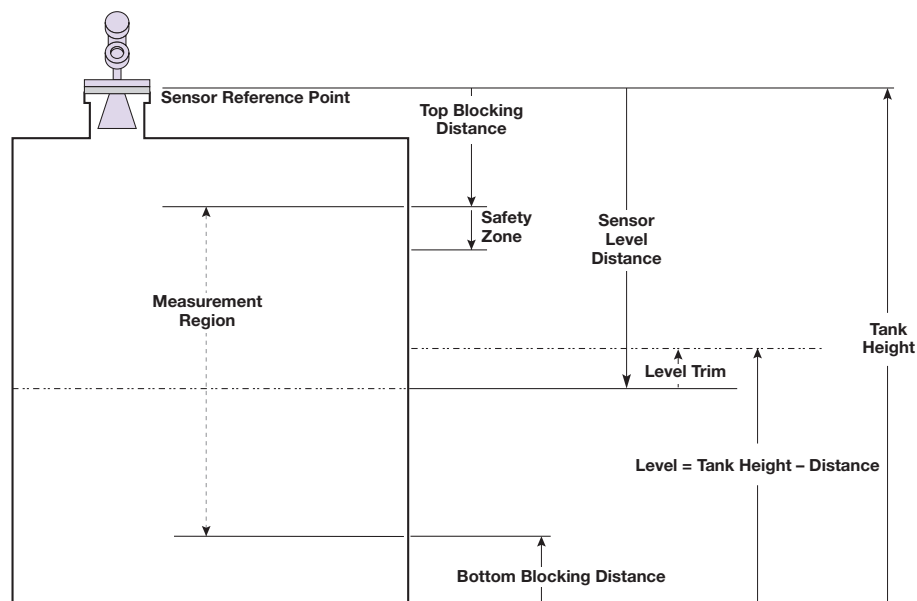 Sensor Reference Point
Top Blocking
Distance
Safety
Zone
Sensor
Level
Distance
Measurement
Region
Tank
Height
Level Trim
Level = Tank Height – Distance
Bottom Blocking Distance